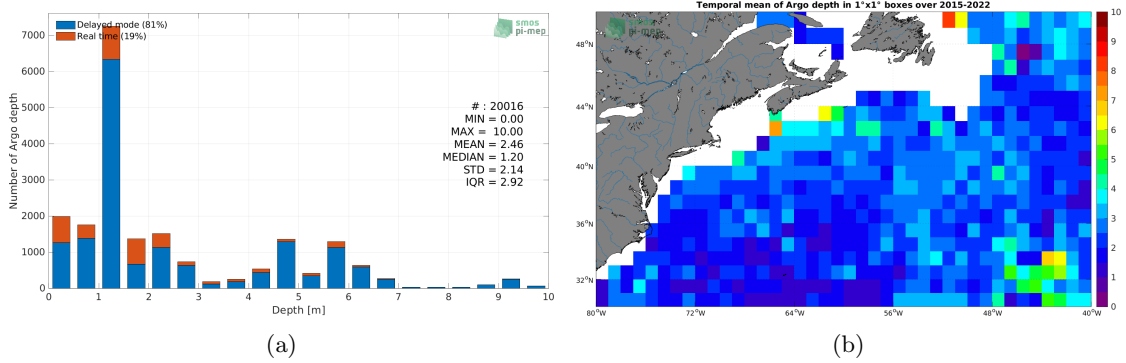 Delayed mode (81%)
Real time (19%)
smos
pi-mep
7000
6000
5000
4000
3000
2000
1000
0
Number of Argo depth
# : 20016
MIN = 0.00
MAX = 10.00
MEAN = 2.46
MEDIAN = 1.20
STD = 2.14
IQR = 2.92
0 1 2 3 4 5 6 7 8 9 10
Depth [m]
(a)
Temporal mean of Argo depth in 1°x1° boxes over 2015-2022
smos
pi-mep
48°N
44°N
40°N
36°N
32°N
80°W 72°W 64°W 56°W 48°W 40°W
10
9
8
7
6
5
4
3
2
1
0
(b)